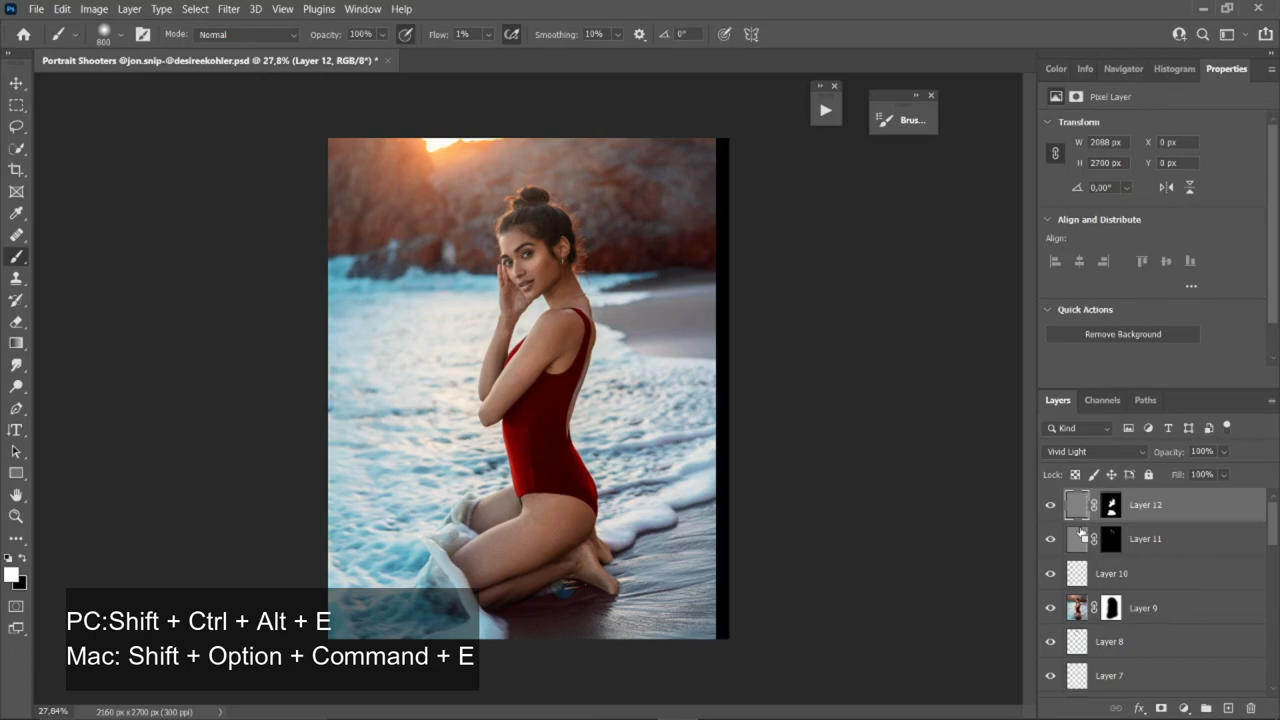 Ps File Edit Image Layer Type Select Filter 3D View Plugins Window Help
800 Mode: Normal Opacity: 100% Flow: 1% Smoothing: 10% 0°
Portrait Shooters @jon.snip-@desireekohler.psd @ 27,8% (Layer 12, RGB/8*) * ×
Brus...
Color Info Navigator Histogram Properties
Pixel Layer
Transform
W 2088 px X 0 px
H 2700 px Y 0 px
0,00°
Align and Distribute
Align:
Quick Actions
Remove Background
Layers Channels Paths
Kind
Vivid Light Opacity: 100%
Lock: Fill: 100%
Layer 12
Layer 11
Layer 10
Layer 9
Layer 8
Layer 7
PC:Shift + Ctrl + Alt + E
Mac: Shift + Option + Command + E
27,84% 2160 px x 2700 px (300 ppi)